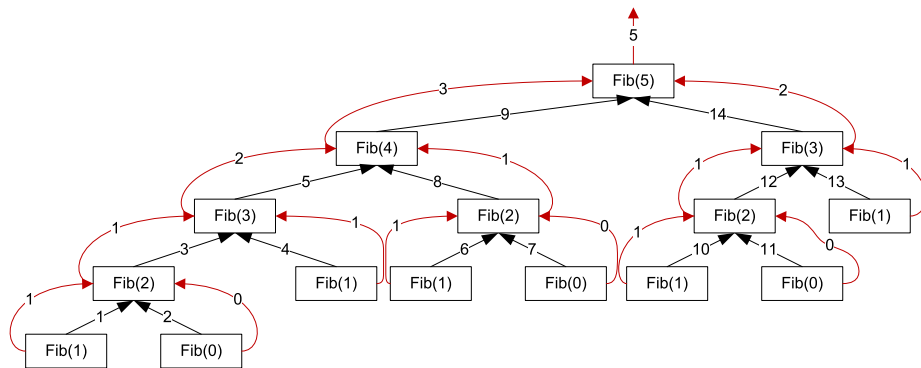 5
Fib(5)
3 2
9 14
Fib(4) Fib(3)
2 1 1 1
5 8 12 13
Fib(3) Fib(2) Fib(2) Fib(1)
1 1 1 0 1 0
3 4 6 7 10 11
Fib(2) Fib(1) Fib(1) Fib(0) Fib(1) Fib(0)
1 0
1 2
Fib(1) Fib(0)